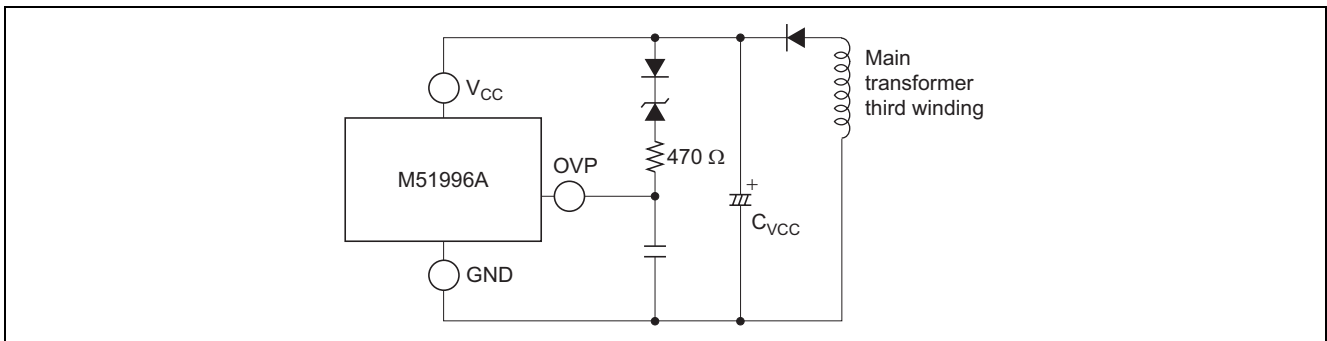 Main
transformer
third winding
VCC
470 Ω
OVP
M51996A
+
CVCC
GND